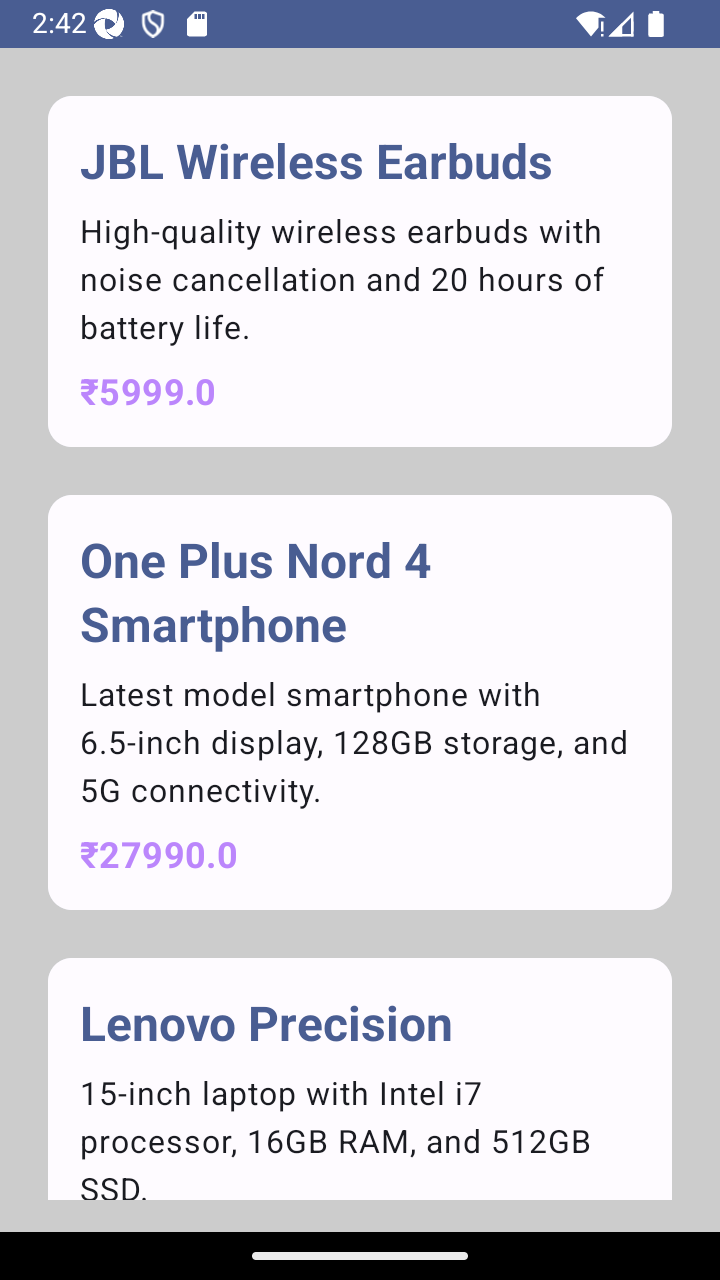 2:42
JBL Wireless Earbuds
High-quality wireless earbuds with
noise cancellation and 20 hours of
battery life.
₹5999.0
One Plus Nord 4
Smartphone
Latest model smartphone with
6.5-inch display, 128GB storage, and
5G connectivity.
₹27990.0
Lenovo Precision
15-inch laptop with Intel i7
processor, 16GB RAM, and 512GB
SSD.